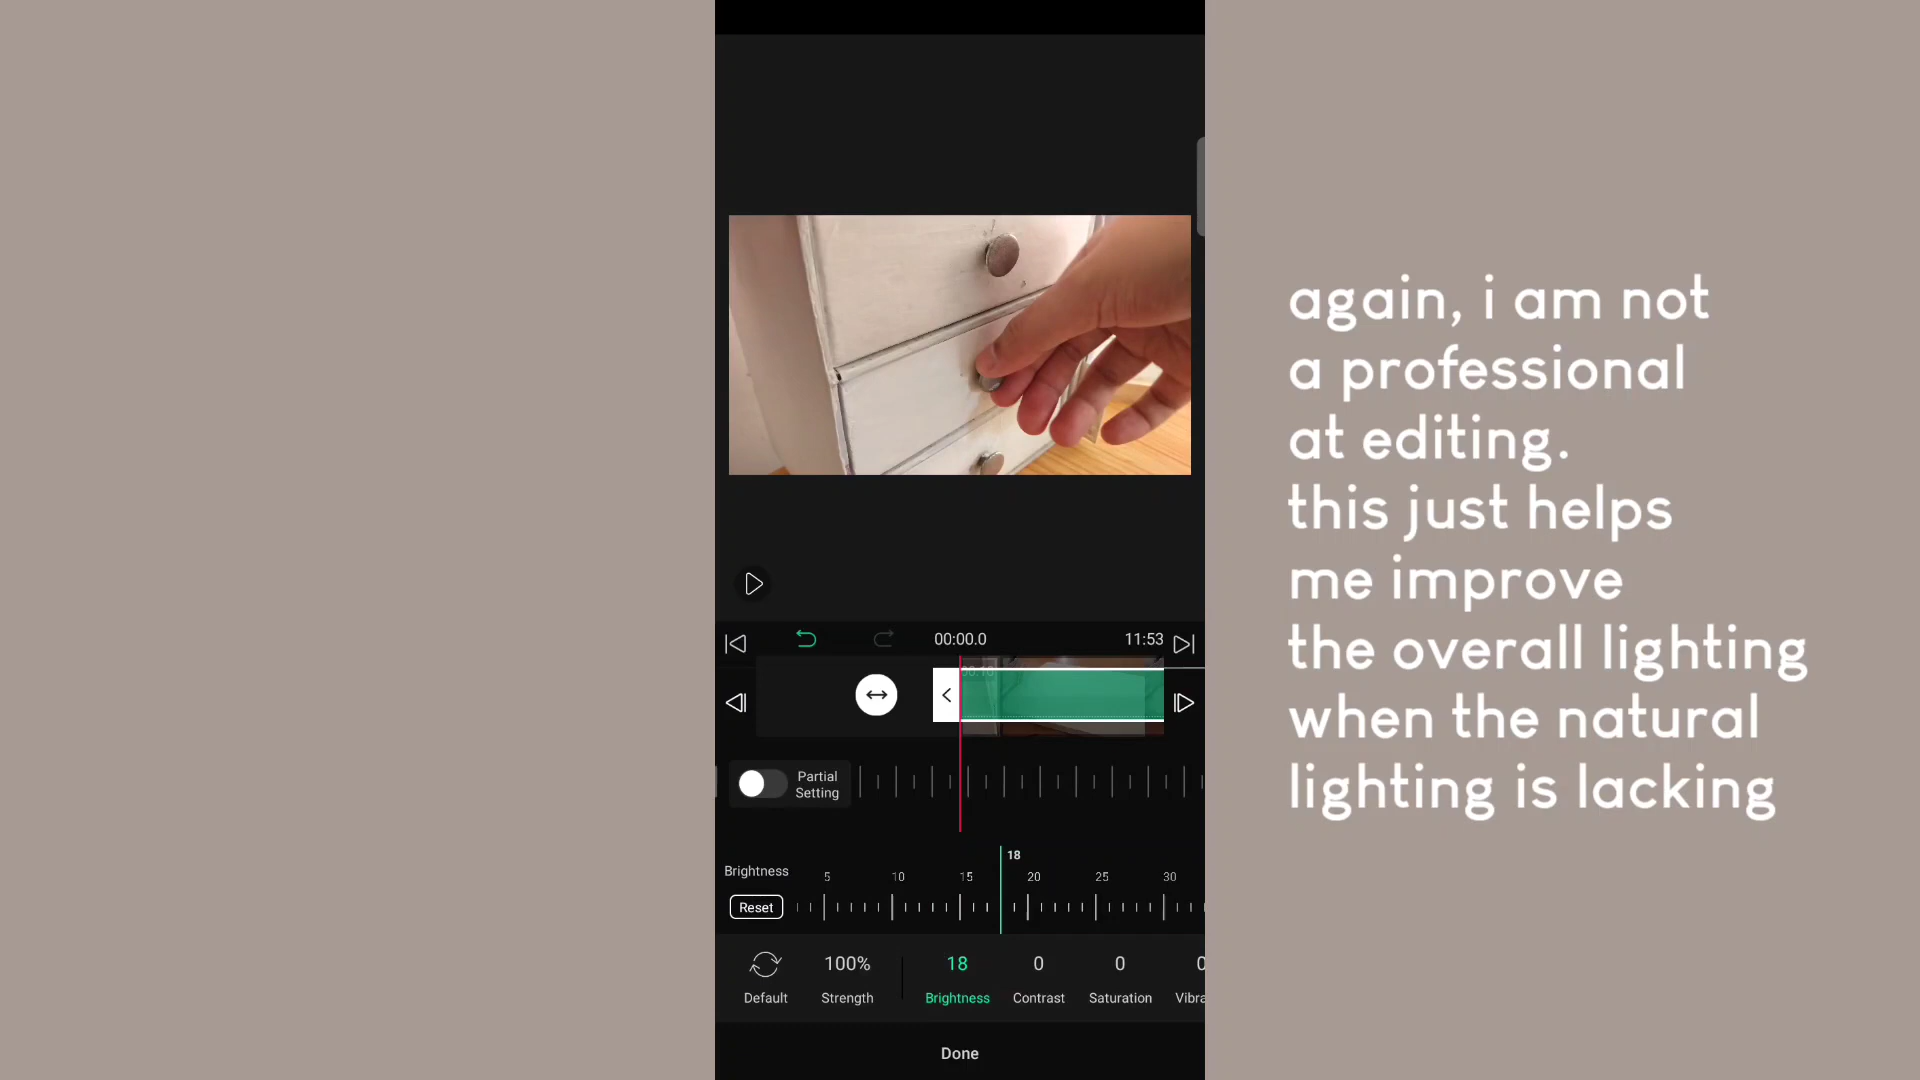 again, i am not
a professional
at editing.
this just helps
me improve
the overall lighting
when the natural
lighting is lacking
00:00.0
11:53
Partial
Setting
18
Brightness
5 10 15 20 25 30
Reset
100% 18 0 0 0
Default Strength Brightness Contrast Saturation Vibra
Done